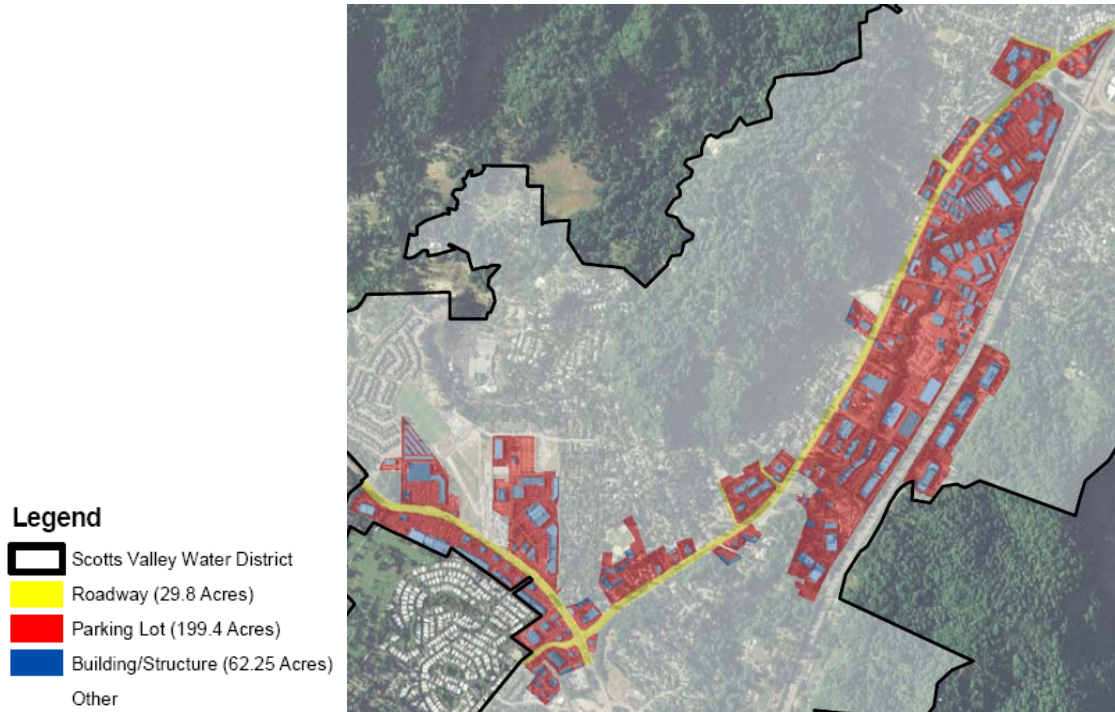 Legend
Scotts Valley Water District
Roadway (29.8 Acres)
Parking Lot (199.4 Acres)
Building/Structure (62.25 Acres)
Other